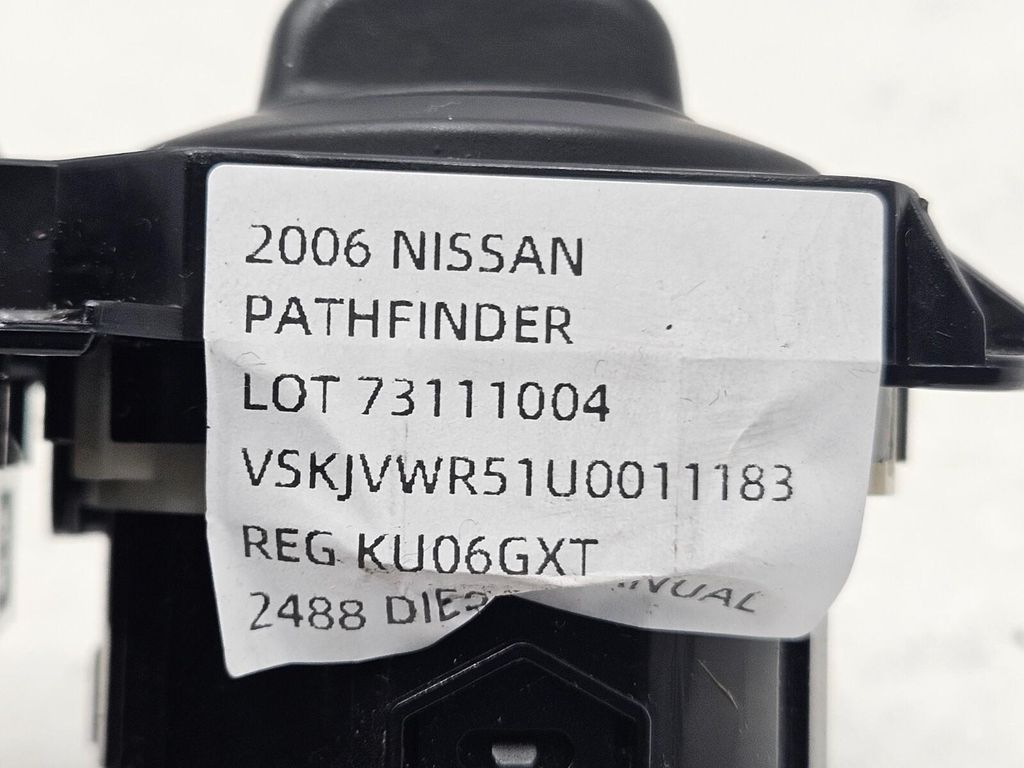 2006 NISSAN
PATHFINDER
LOT 73111004
VSKJVWR51U0011183
REG KU06GXT
2488